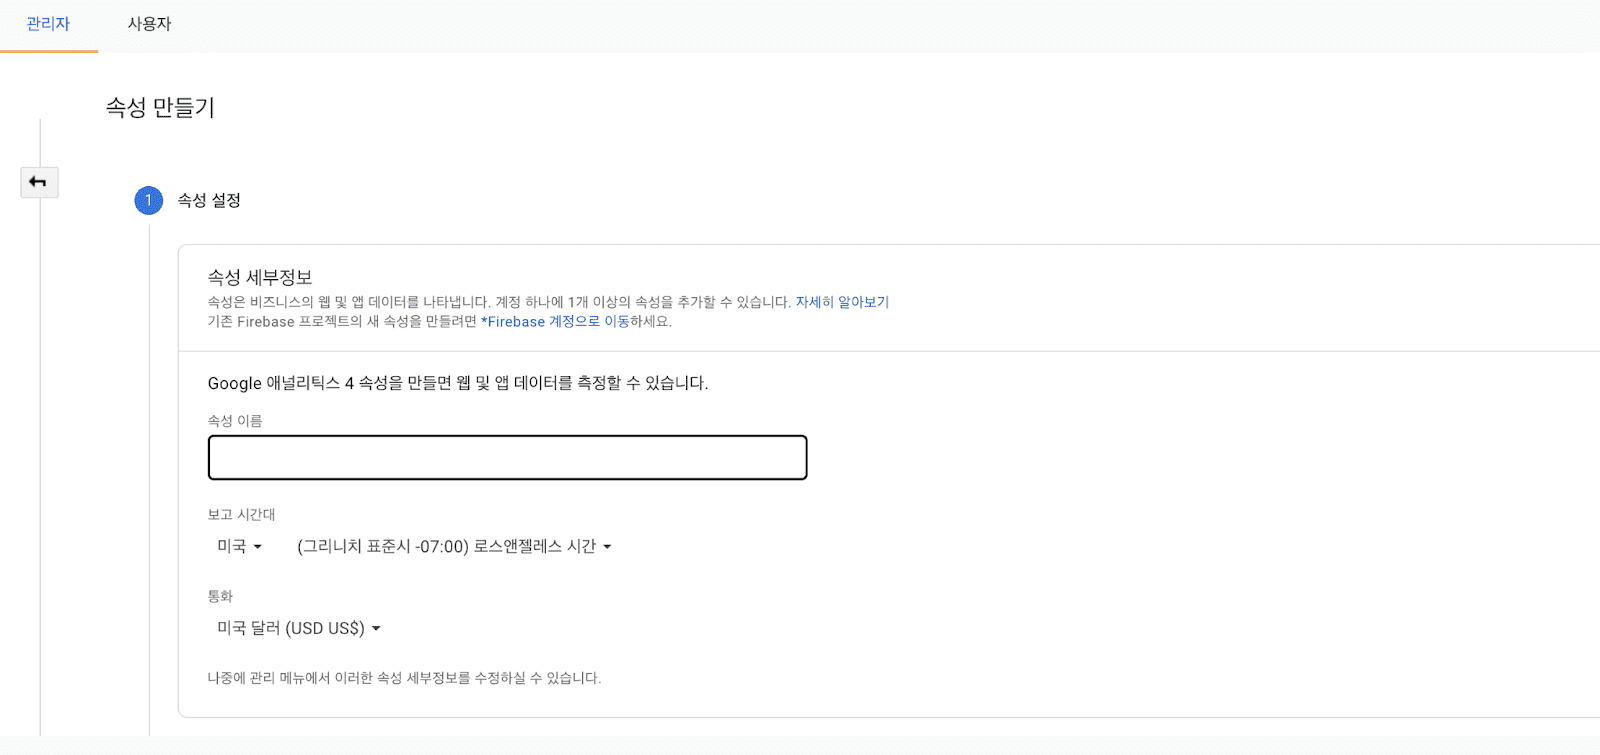 관리자 사용자
속성 만들기
1 속성 설정
속성 세부정보
속성은 비즈니스의 웹 및 앱 데이터를 나타냅니다. 계정 하나에 1개 이상의 속성을 추가할 수 있습니다. 자세히 알아보기
기존 Firebase 프로젝트의 새 속성을 만들려면 *Firebase 계정으로 이동하세요.
Google 애널리틱스 4 속성을 만들면 웹 및 앱 데이터를 측정할 수 있습니다.
속성 이름
보고 시간대
미국 (그리니치 표준시 -07:00) 로스앤젤레스 시간
통화
미국 달러 (USD US$)
나중에 관리 메뉴에서 이러한 속성 세부정보를 수정하실 수 있습니다.